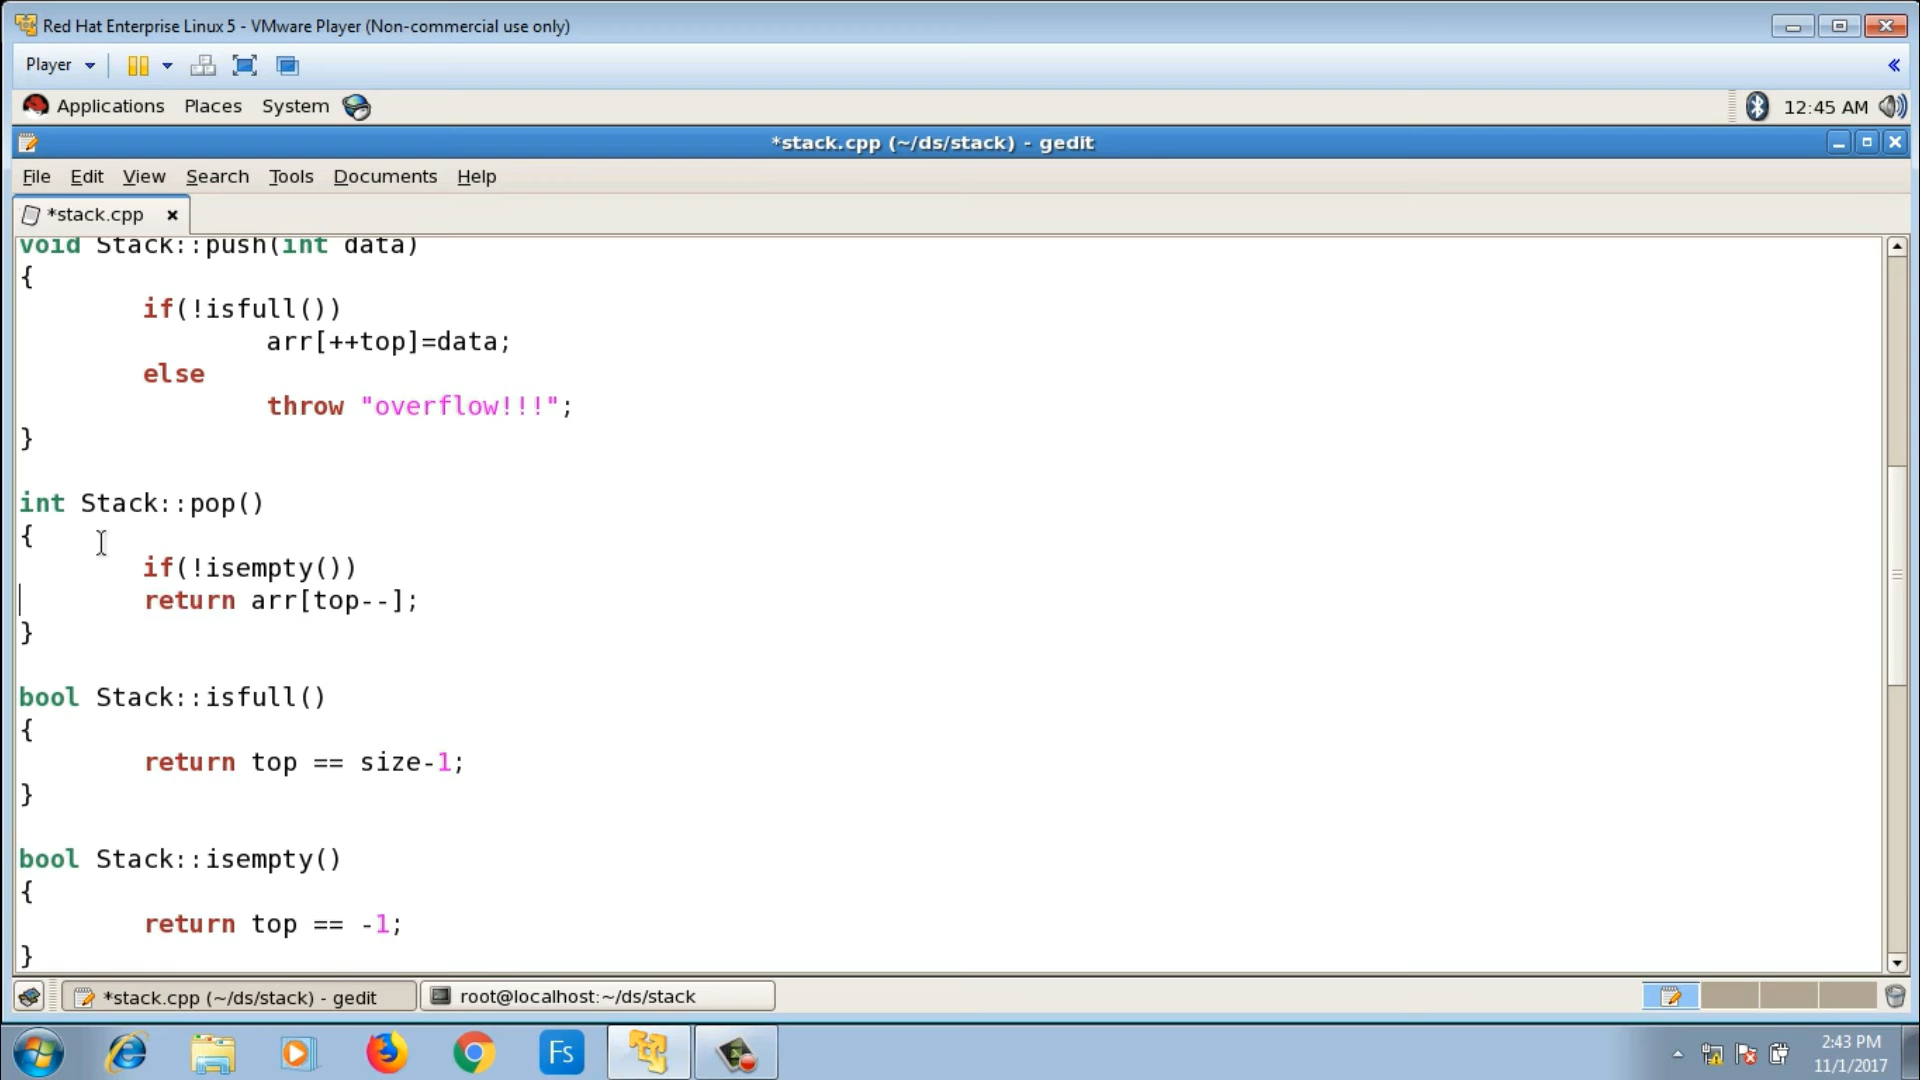 Red Hat Enterprise Linux 5 - VMware Player (Non-commercial use only)
Player
Applications Places System
12:45 AM
*stack.cpp (~/ds/stack) - gedit
File Edit View Search Tools Documents Help
*stack.cpp
void Stack::push(int data)
{
if(!isfull())
arr[++top]=data;
else
throw "overflow!!!";
}
int Stack::pop()
{
if(!isempty())
return arr[top--];
}
bool Stack::isfull()
{
return top == size-1;
}
bool Stack::isempty()
{
return top == -1;
}
*stack.cpp (~/ds/stack) - gedit
root@localhost:~/ds/stack
Fs
2:43 PM
11/1/2017